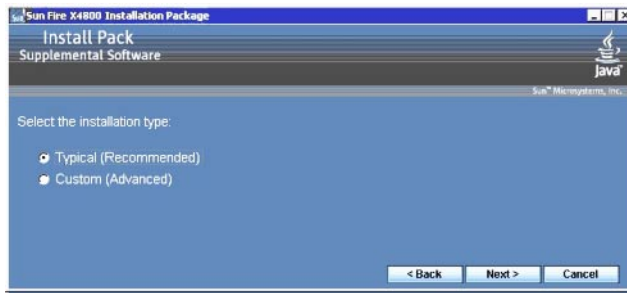 Sun Fire X4800 Installation Package
Install Pack
Supplemental Software
Java
Sun™ Microsystems, Inc.
Select the installation type:
Typical (Recommended)
Custom (Advanced)
< Back Next > Cancel